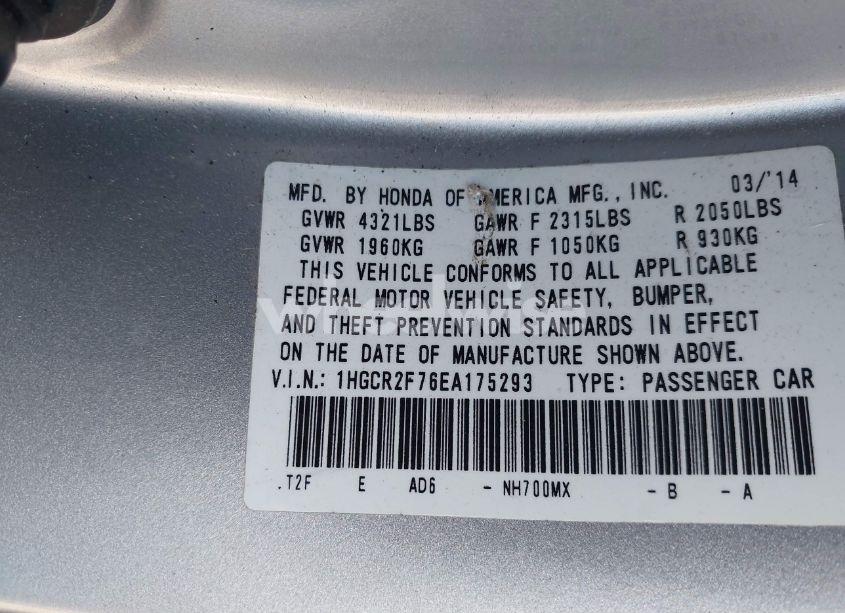 MFD. BY HONDA OF AMERICA MFG., INC. 03/'14
GVWR 4321LBS GAWR F 2315LBS R 2050LBS
GVWR 1960KG GAWR F 1050KG R 930KG
THIS VEHICLE CONFORMS TO ALL APPLICABLE
FEDERAL MOTOR VEHICLE SAFETY, BUMPER,
AND THEFT PREVENTION STANDARDS IN EFFECT
ON THE DATE OF MANUFACTURE SHOWN ABOVE.
V.I.N.: 1HGCR2F76EA175293 TYPE: PASSENGER CAR
.T2F E AD6 - NH700MX - B - A